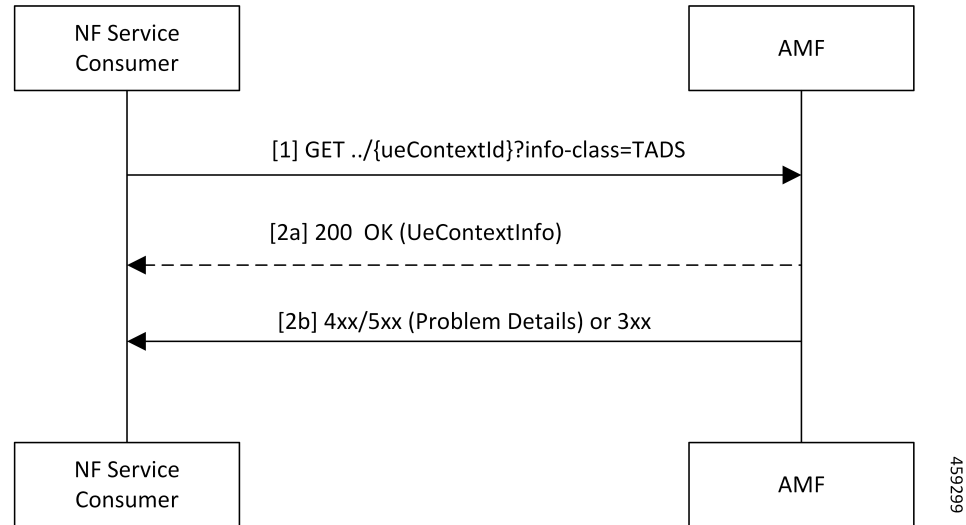 NF Service
Consumer
AMF
[1] GET ../{ueContextId}?info-class=TADS
[2a] 200  OK (UeContextInfo)
[2b] 4xx/5xx (Problem Details) or 3xx
NF Service
Consumer
AMF
459299